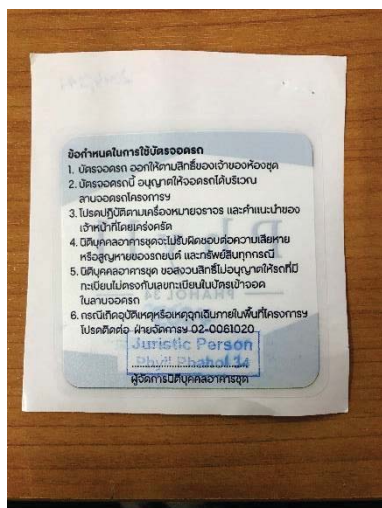 ข้อกำหนดในการใช้บัตรจอดรถ
1. บัตรจอดรถ ออกให้ตามสิทธิ์ของเจ้าของห้องชุด
2. บัตรจอดรถนี้ อนุญาตให้จอดรถได้บริเวณ
ลานจอดรถโครงการฯ
3. โปรดปฏิบัติตามเครื่องหมายจราจร และคำแนะนำของ
เจ้าหน้าที่โดยเคร่งครัด
4. นิติบุคคลอาคารชุดจะไม่รับผิดชอบต่อความเสียหาย
หรือสูญหายของรถยนต์ และทรัพย์สินทุกกรณี
5. นิติบุคคลอาคารชุด ขอสงวนสิทธิ์ไม่อนุญาตให้รถที่มี
ทะเบียนไม่ตรงกับเลขทะเบียนในบัตรเข้าจอด
ในลานจอดรถ
6. กรณีเกิดอุบัติเหตุหรือเหตุฉุกเฉินภายในพื้นที่โครงการฯ
โปรดติดต่อ ฝ่ายจัดการฯ 02-0061020
Juristic Person
Phyll Phahol 34
ผู้จัดการนิติบุคคลอาคารชุด